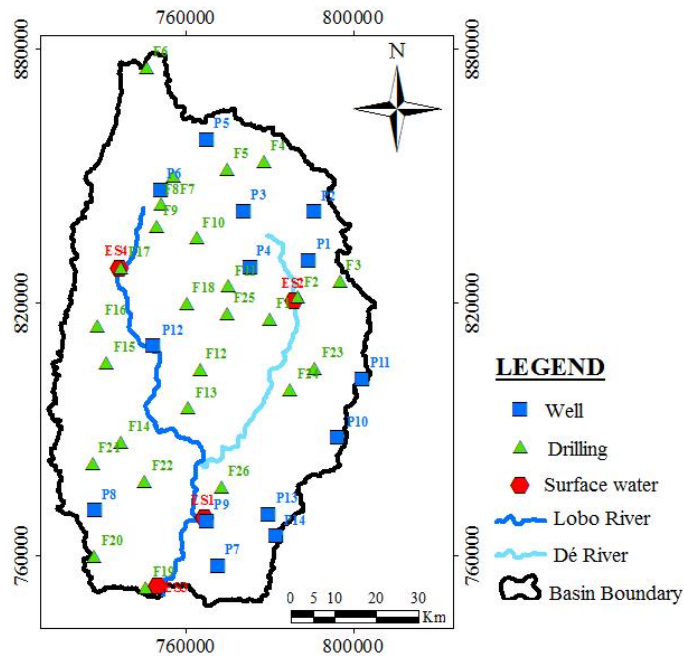 760000 800000
880000
880000
F6
N
P5
F4
F5
P6
F8F7
P3
P2
F9
F10
P1
ES4
F17
P4
F3
ES2
F2
820000
820000
F18
F25
F16
P12
F15
F12
F23
P11
F24
F13
P10
F14
F21
F22
F26
P8
ES1
P9
P13
P14
F20
P7
F19
760000
760000
0 5 10 20 30
Km
760000 800000
LEGEND
Well
Drilling
Surface water
Lobo River
Dé River
Basin Boundary